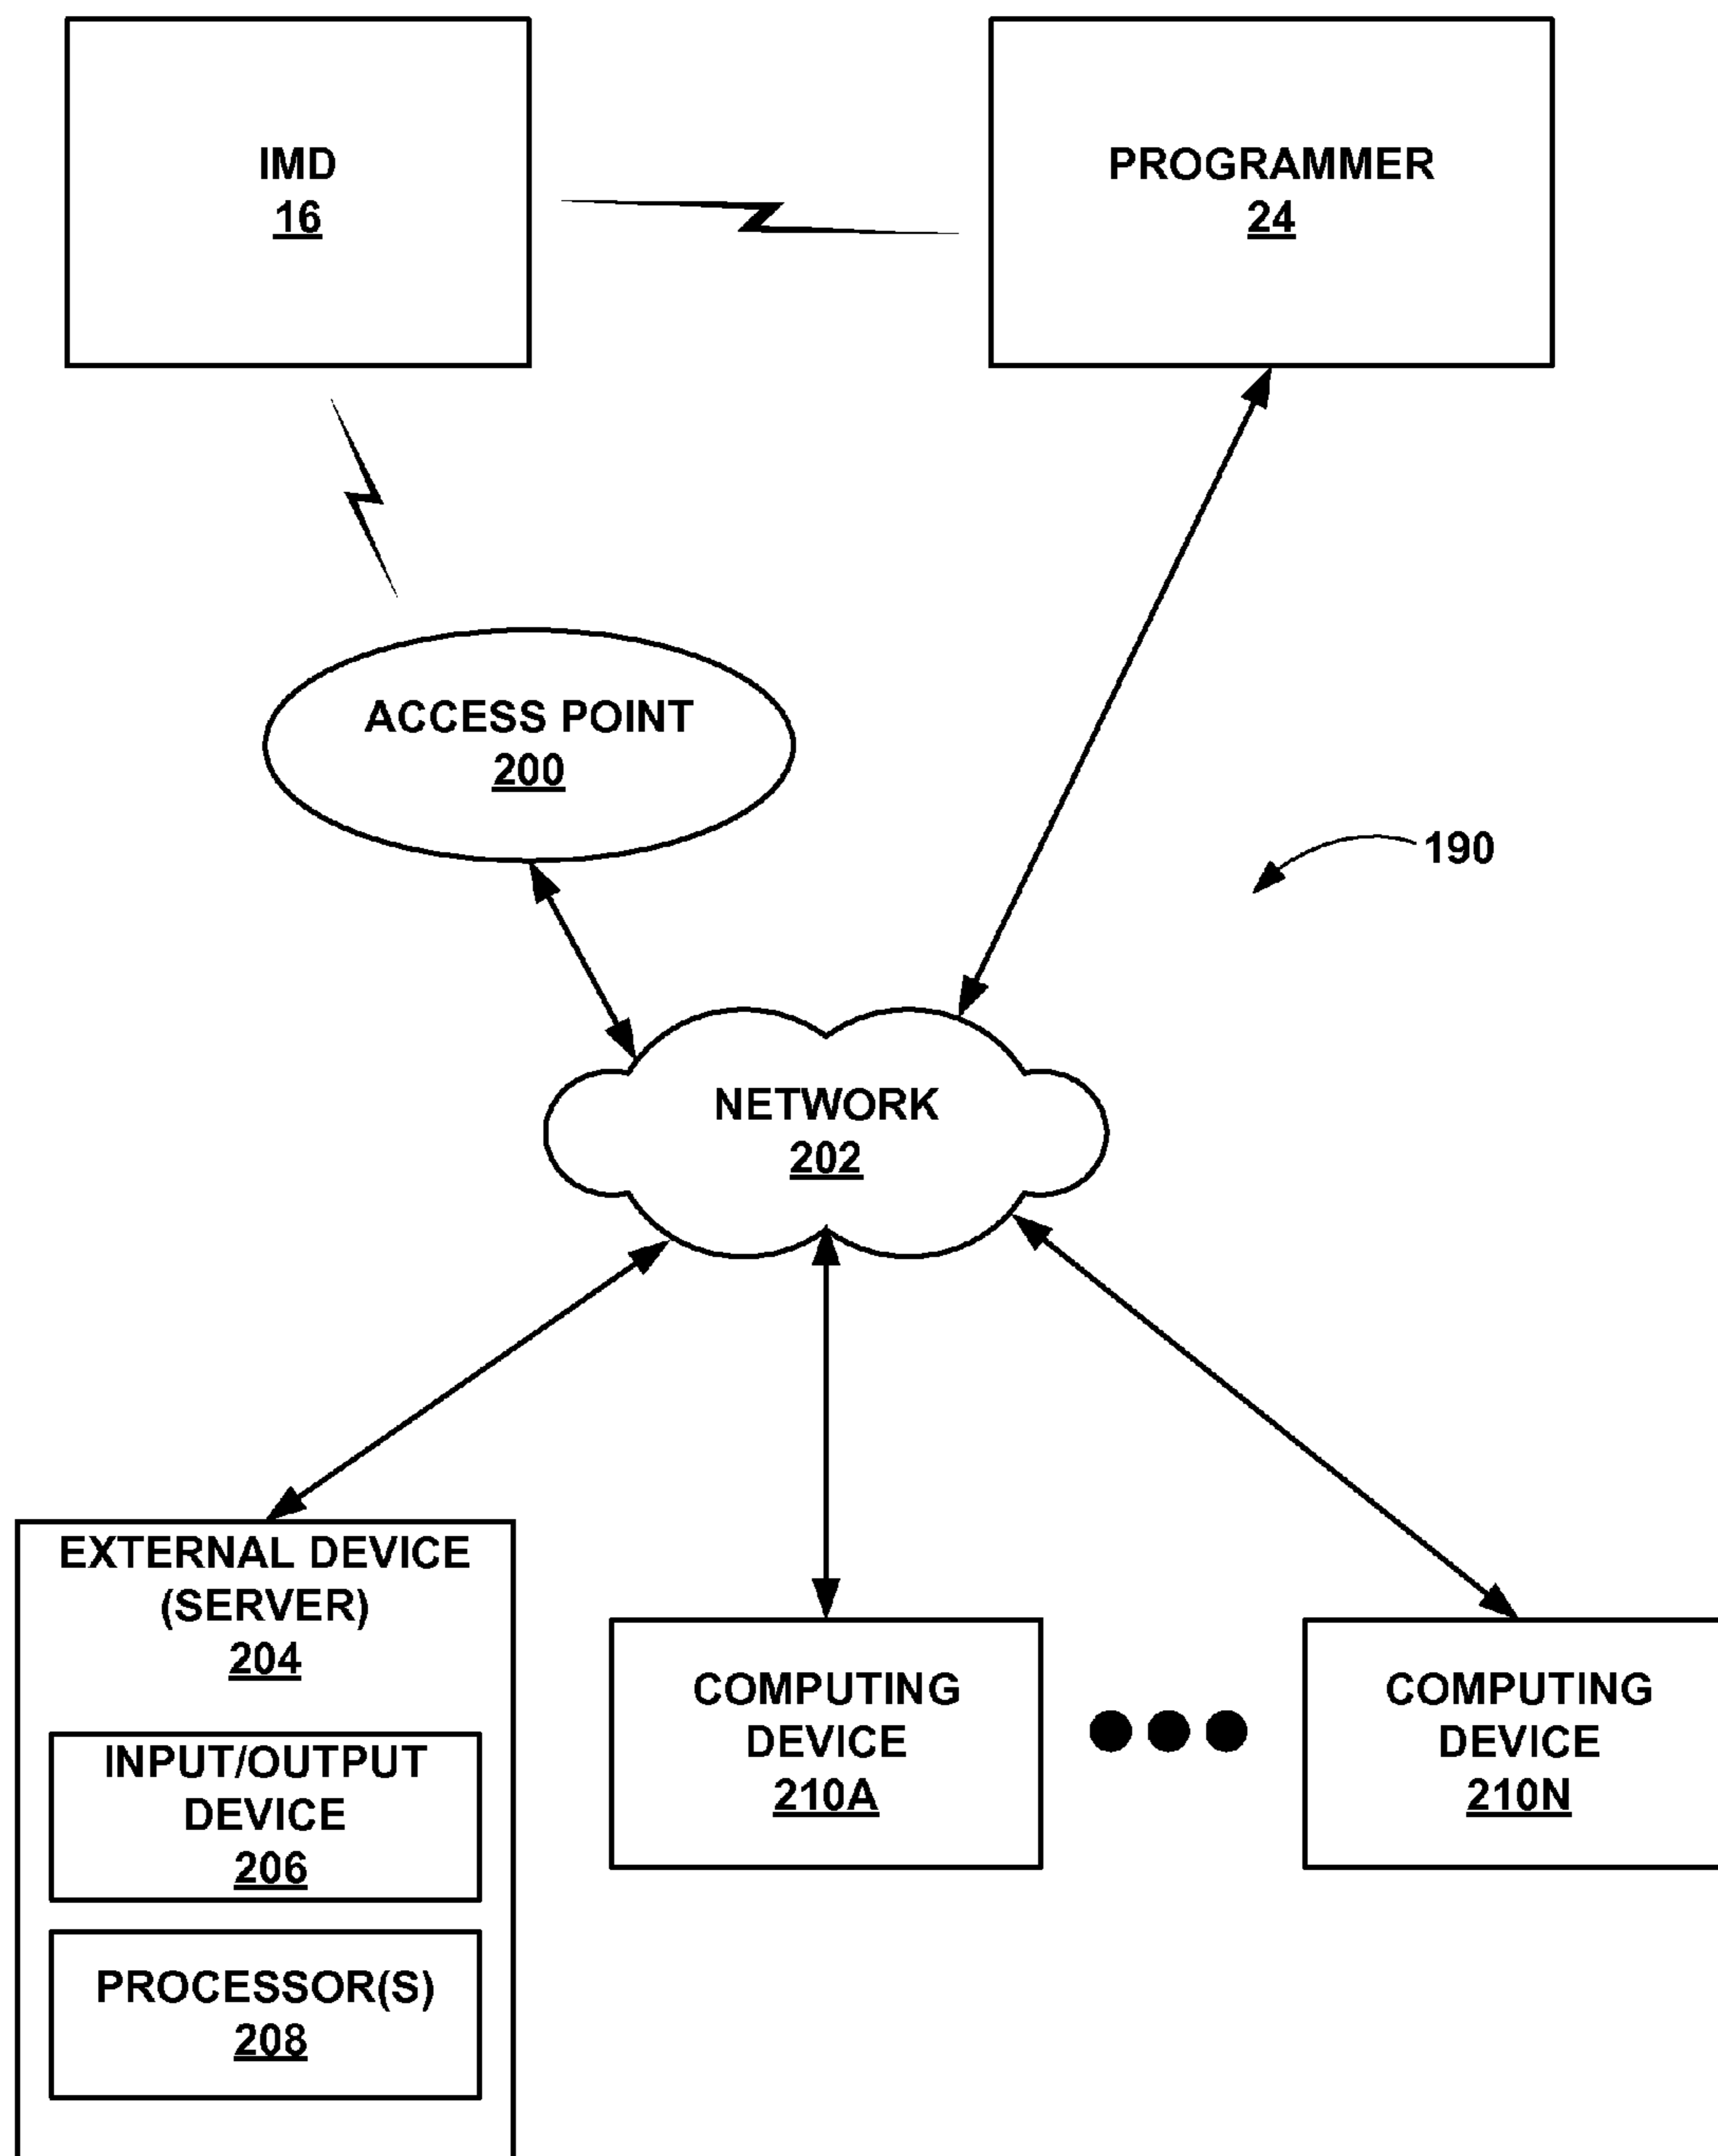 IMD
16
PROGRAMMER
24
ACCESS POINT
200
190
NETWORK
202
EXTERNAL DEVICE
(SERVER)
204
INPUT/OUTPUT
DEVICE
206
PROCESSOR(S)
208
COMPUTING
DEVICE
210A
COMPUTING
DEVICE
210N